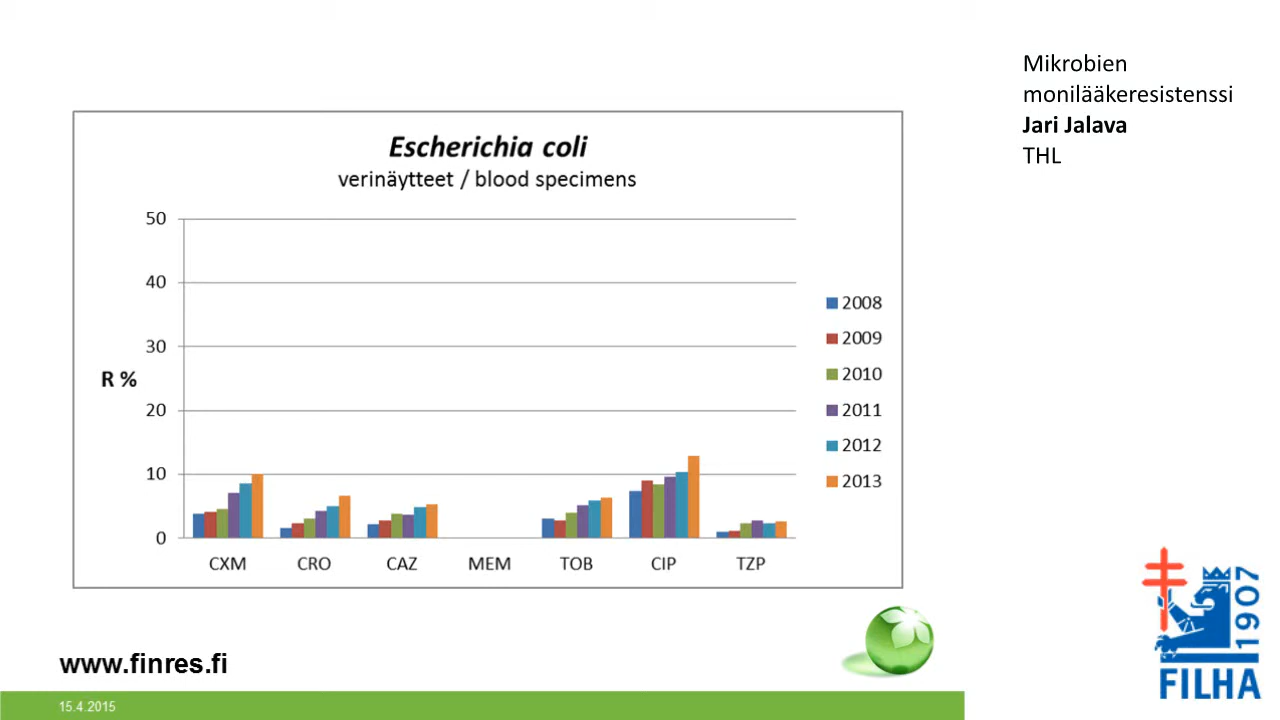 Mikrobien
monilääkeresistenssi
Jari Jalava
THL
Escherichia coli
verinäytteet / blood specimens
50
40
30
20
10
0
R %
CXM CRO CAZ MEM TOB CIP TZP
2008
2009
2010
2011
2012
2013
www.finres.fi
15.4.2015
1907
FILHA